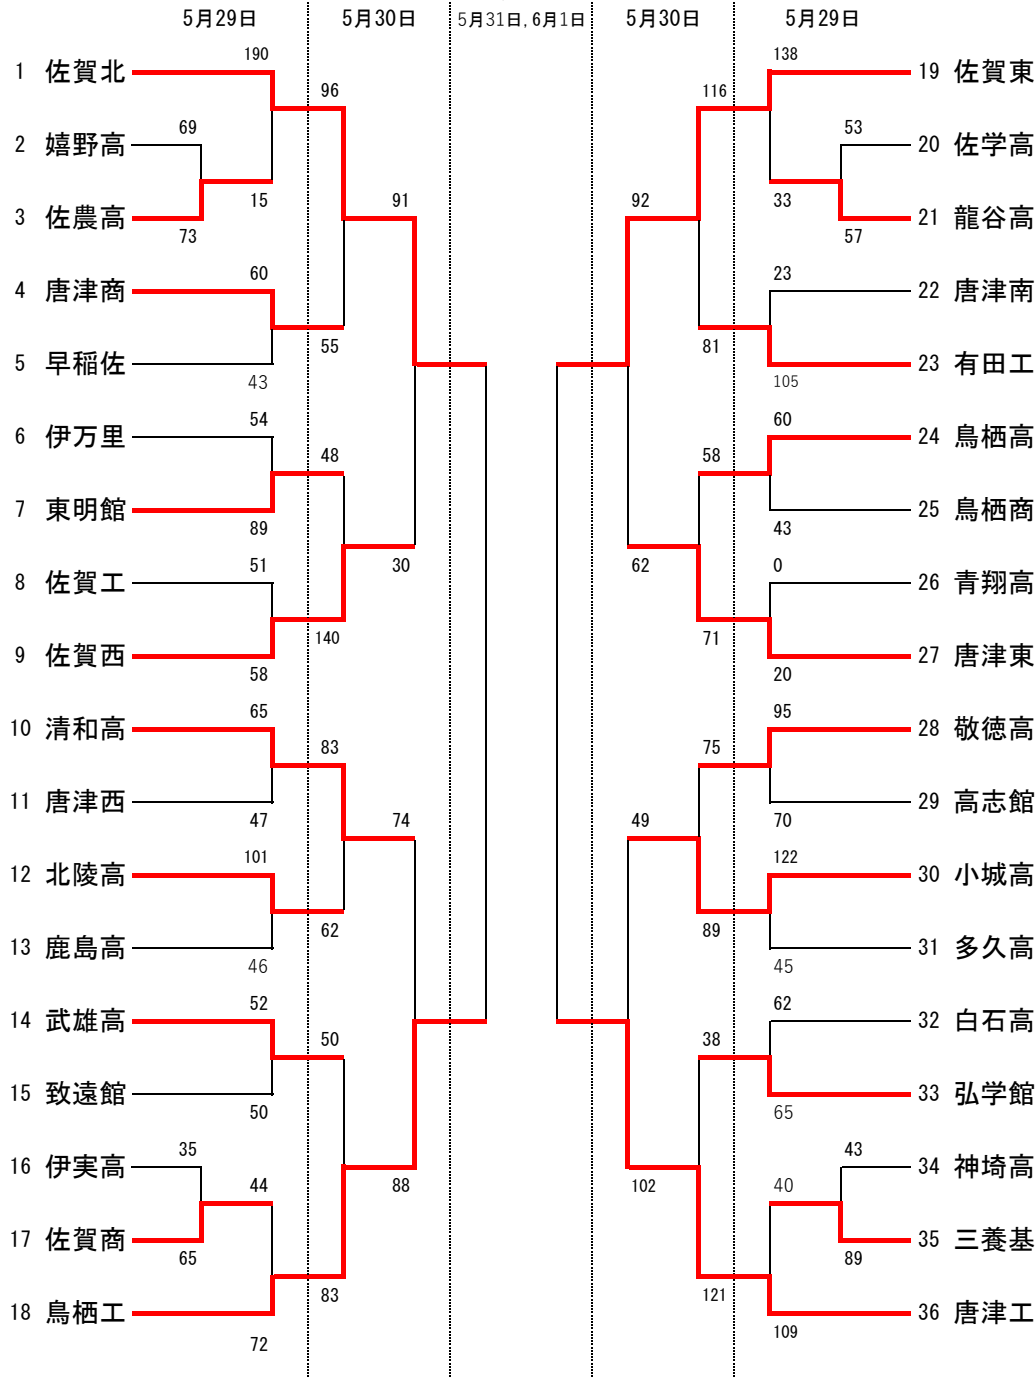 5月29日 5月30日 5月31日,6月1日 5月30日 5月29日
190 138
1 佐賀北 96 116 19 佐賀東
69 53
2 嬉野高 20 佐学高
15 91 92 33
3 佐農高 21 龍谷高
73 57
60 23
4 唐津商 22 唐津南
55 81
5 早稲佐 23 有田工
43 105
54 60
6 伊万里 24 鳥栖高
48 58
7 東明館 25 鳥栖商
89 43
51 30 62 0
8 佐賀工 26 青翔高
140 71
9 佐賀西 27 唐津東
58 20
65 95
10 清和高 28 敬徳高
83 75
11 唐津西 29 高志館
47 74 49 70
101 122
12 北陵高 30 小城高
62 89
13 鹿島高 31 多久高
46 45
52 62
14 武雄高 32 白石高
50 38
15 致遠館 33 弘学館
50 65
35 43
16 伊実高 34 神埼高
44 88 102 40
17 佐賀商 35 三養基
65 89
83 121
18 鳥栖工 36 唐津工
72 109